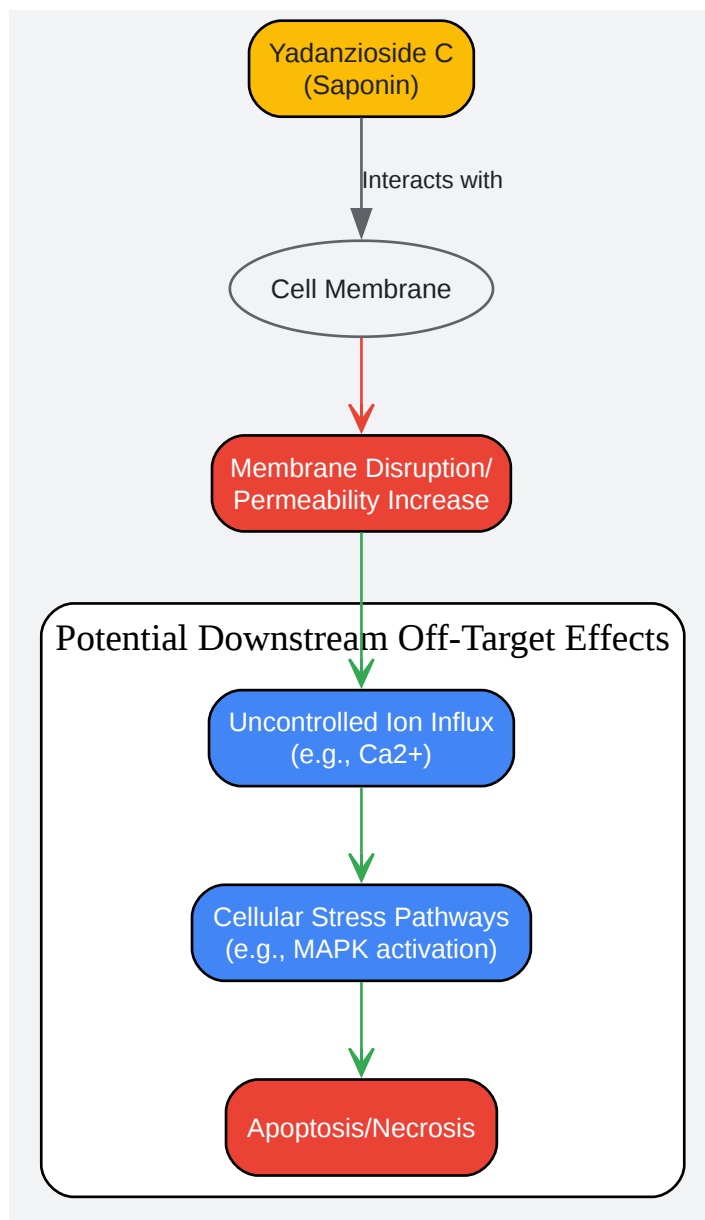 Yadanzioside C
(Saponin)
Interacts with
Cell Membrane
Membrane Disruption/
Permeability Increase
Potential Downstream Off-Target Effects
Uncontrolled Ion Influx
(e.g., Ca2+)
Cellular Stress Pathways
(e.g., MAPK activation)
Apoptosis/Necrosis